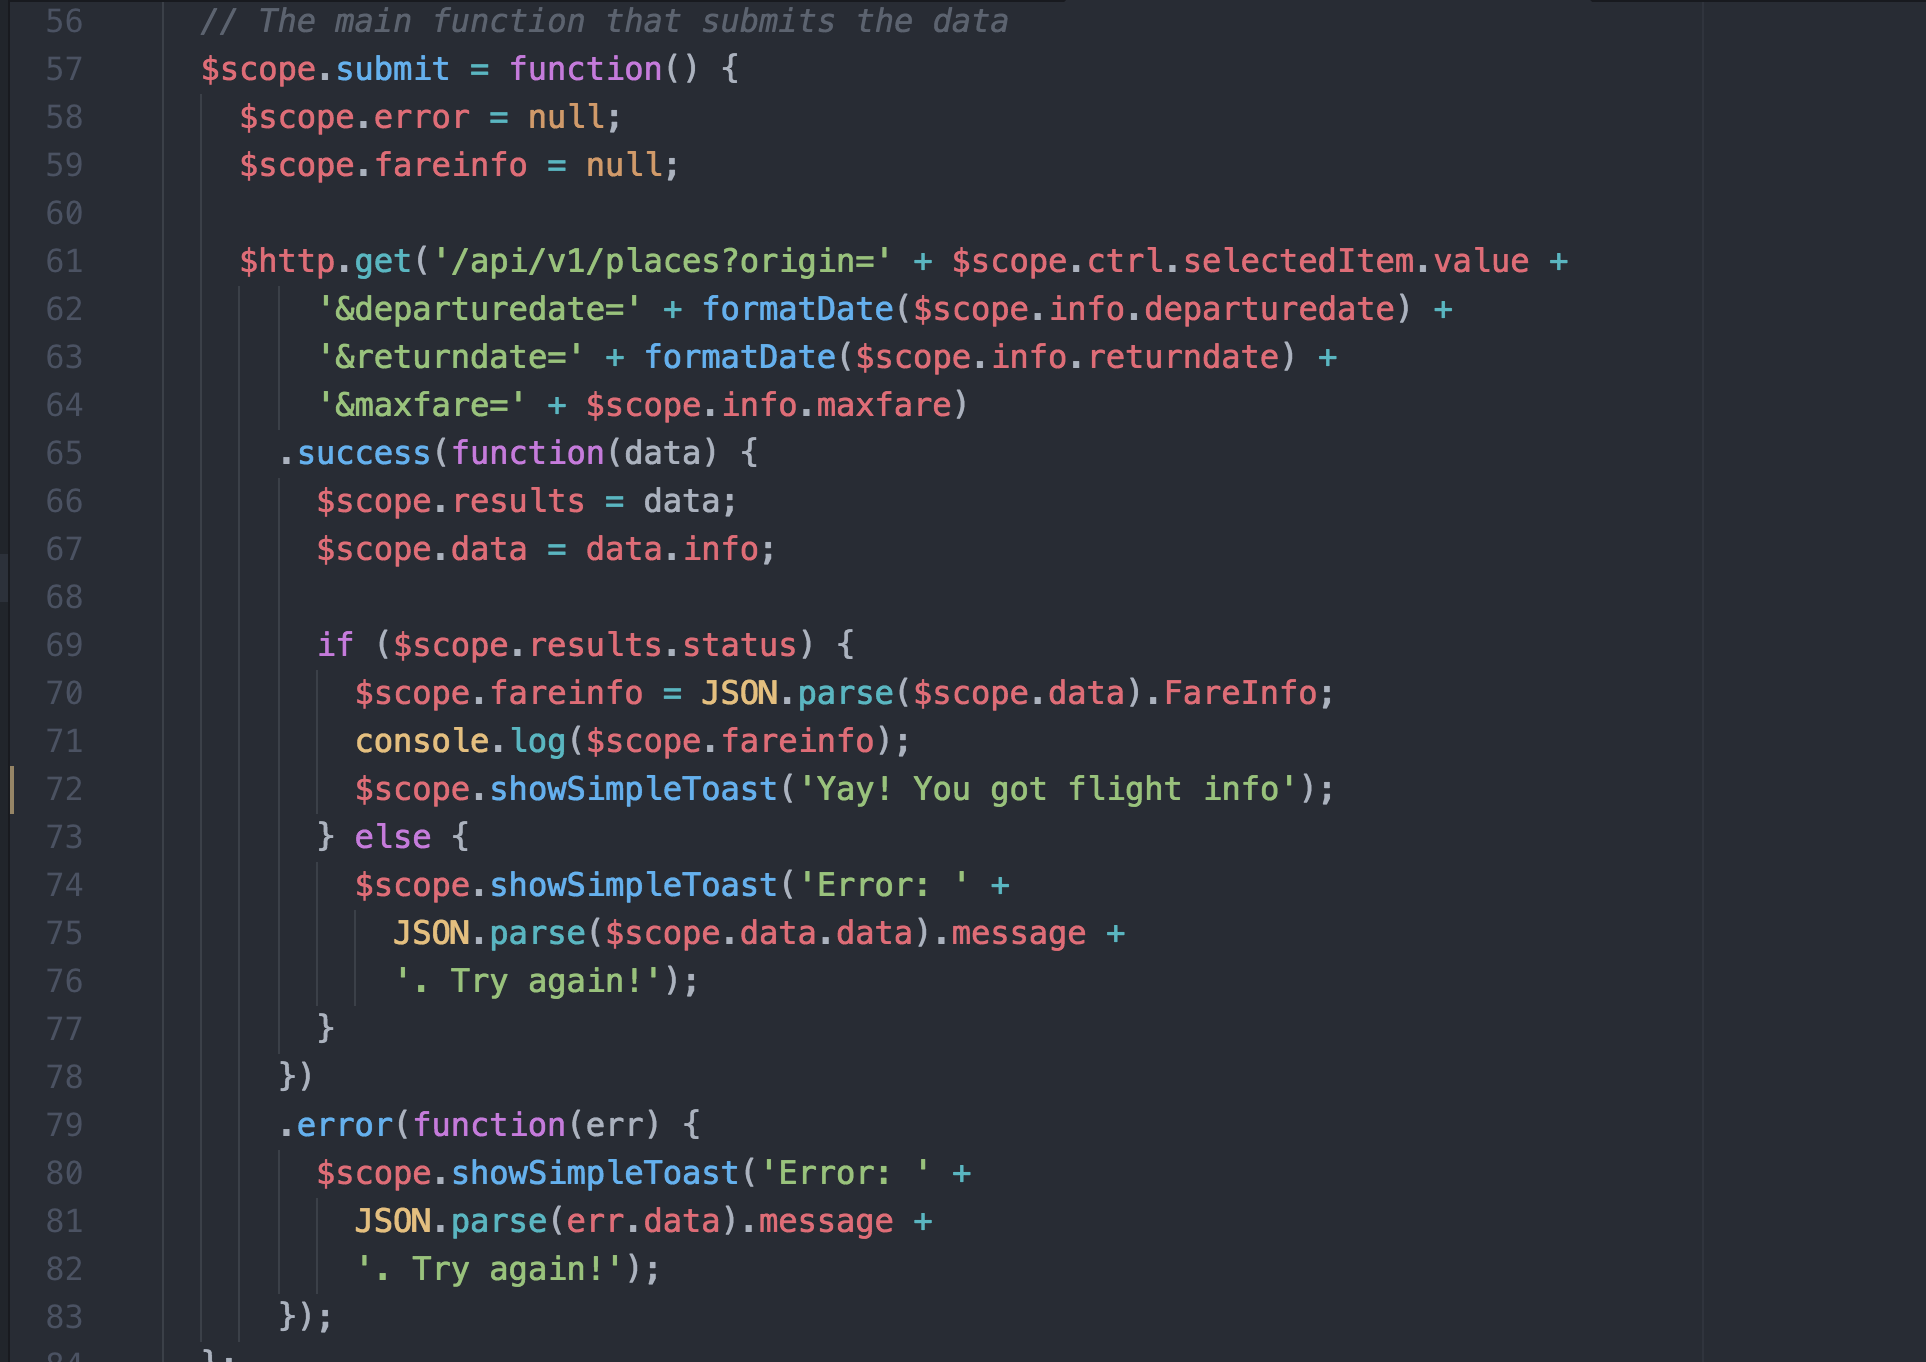 56 // The main function that submits the data
57 $scope.submit = function() {
58 $scope.error = null;
59 $scope.fareinfo = null;
60
61 $http.get('/api/v1/places?origin=' + $scope.ctrl.selectedItem.value +
62 '&departuredate=' + formatDate($scope.info.departuredate) +
63 '&returndate=' + formatDate($scope.info.returndate) +
64 '&maxfare=' + $scope.info.maxfare)
65 .success(function(data) {
66 $scope.results = data;
67 $scope.data = data.info;
68
69 if ($scope.results.status) {
70 $scope.fareinfo = JSON.parse($scope.data).FareInfo;
71 console.log($scope.fareinfo);
72 $scope.showSimpleToast('Yay! You got flight info');
73 } else {
74 $scope.showSimpleToast('Error: ' +
75 JSON.parse($scope.data.data).message +
76 '. Try again!');
77 }
78 })
79 .error(function(err) {
80 $scope.showSimpleToast('Error: ' +
81 JSON.parse(err.data).message +
82 '. Try again!');
83 });
84 };